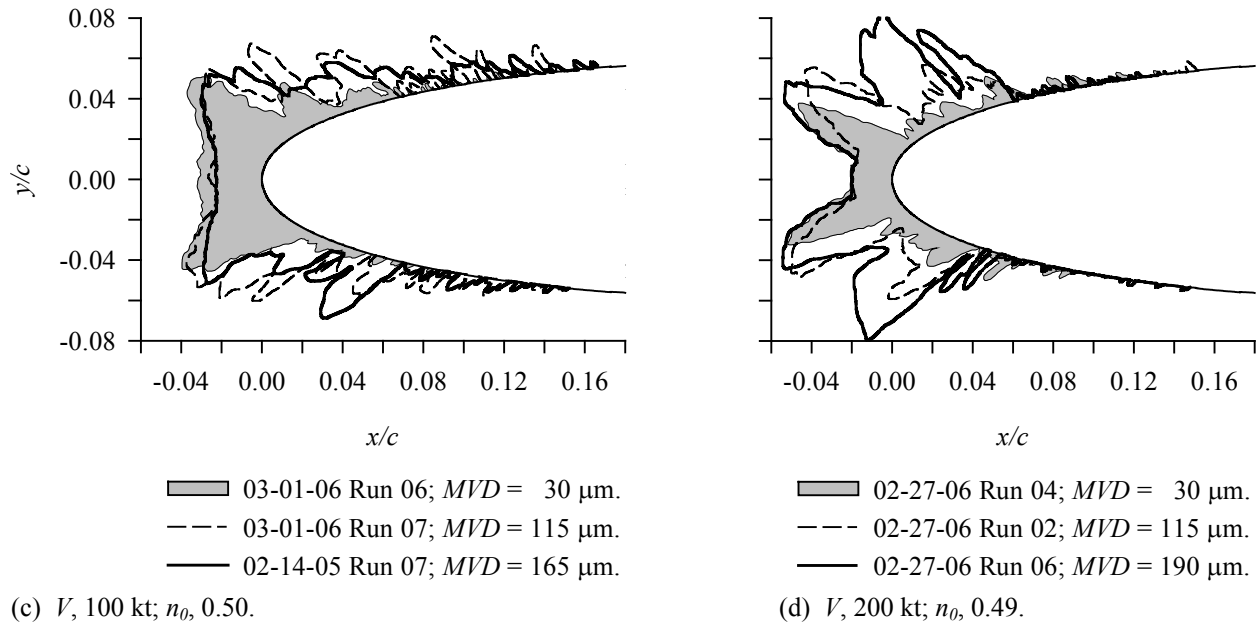 0.08
0.04
0.00
-0.04
-0.08
y/c
-0.04 0.00 0.04 0.08 0.12 0.16
x/c
03-01-06 Run 06; MVD = 30 μm.
03-01-06 Run 07; MVD = 115 μm.
02-14-05 Run 07; MVD = 165 μm.
(c) V, 100 kt; n0, 0.50.
-0.04 0.00 0.04 0.08 0.12 0.16
x/c
02-27-06 Run 04; MVD = 30 μm.
02-27-06 Run 02; MVD = 115 μm.
02-27-06 Run 06; MVD = 190 μm.
(d) V, 200 kt; n0, 0.49.